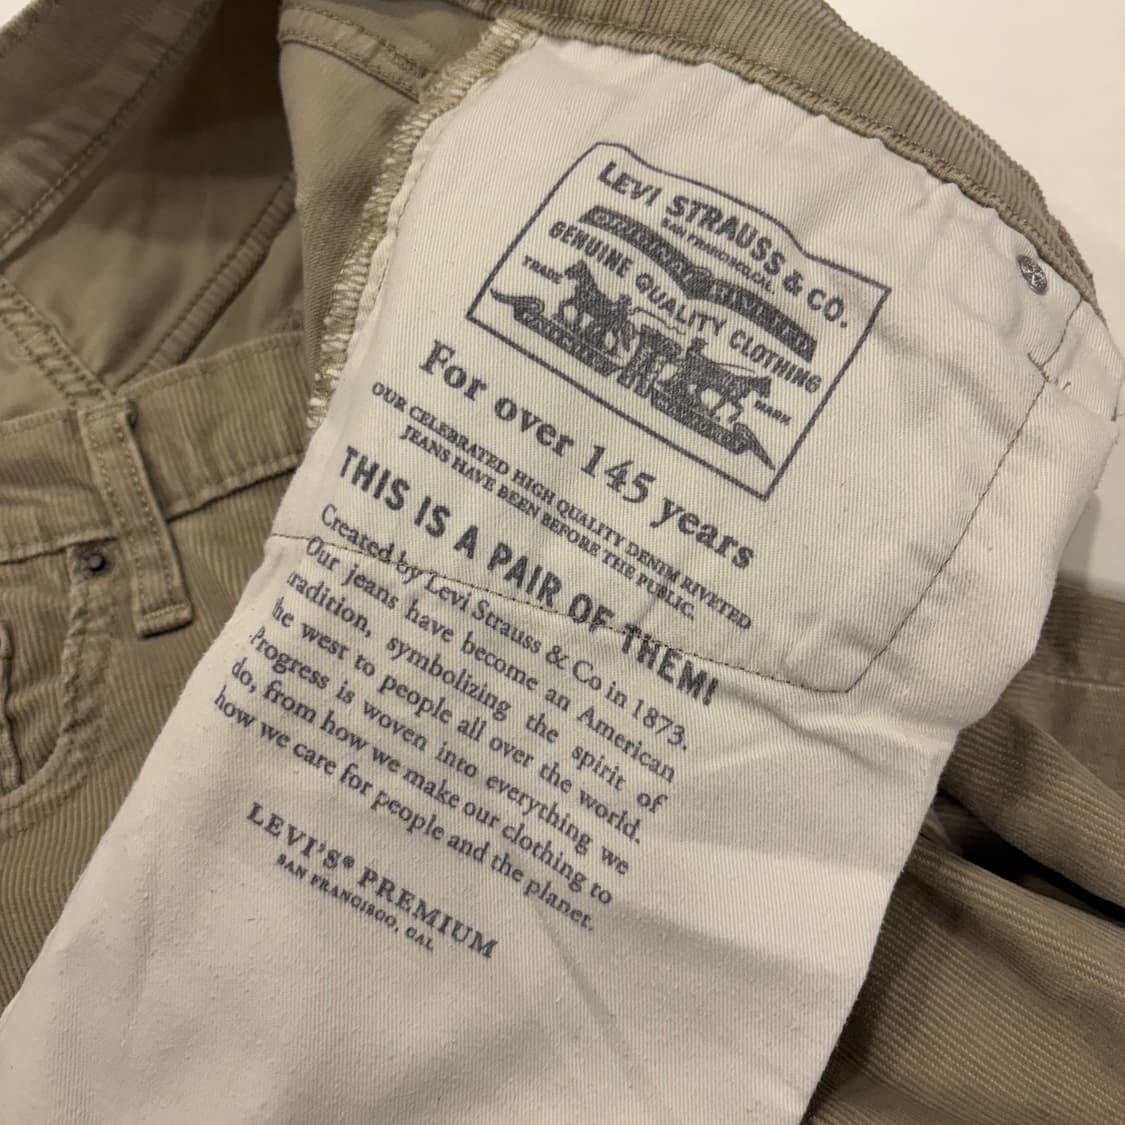 LEVI STRAUSS & CO.
SAN FRANCISCO, CAL.
GENUINE QUALITY CLOTHING
TRADE MARK
For over 145 years
OUR CELEBRATED HIGH QUALITY DENIM RIVETED
JEANS HAVE BEEN BEFORE THE PUBLIC.
THIS IS A PAIR OF THEM!
Created by Levi Strauss & Co in 1873.
Our jeans have become an American
tradition, symbolizing the spirit of
the west to people all over the world.
Progress is woven into everything we
do, from how we make our clothing to
how we care for people and the planet.
LEVI'S® PREMIUM
SAN FRANCISCO, CAL